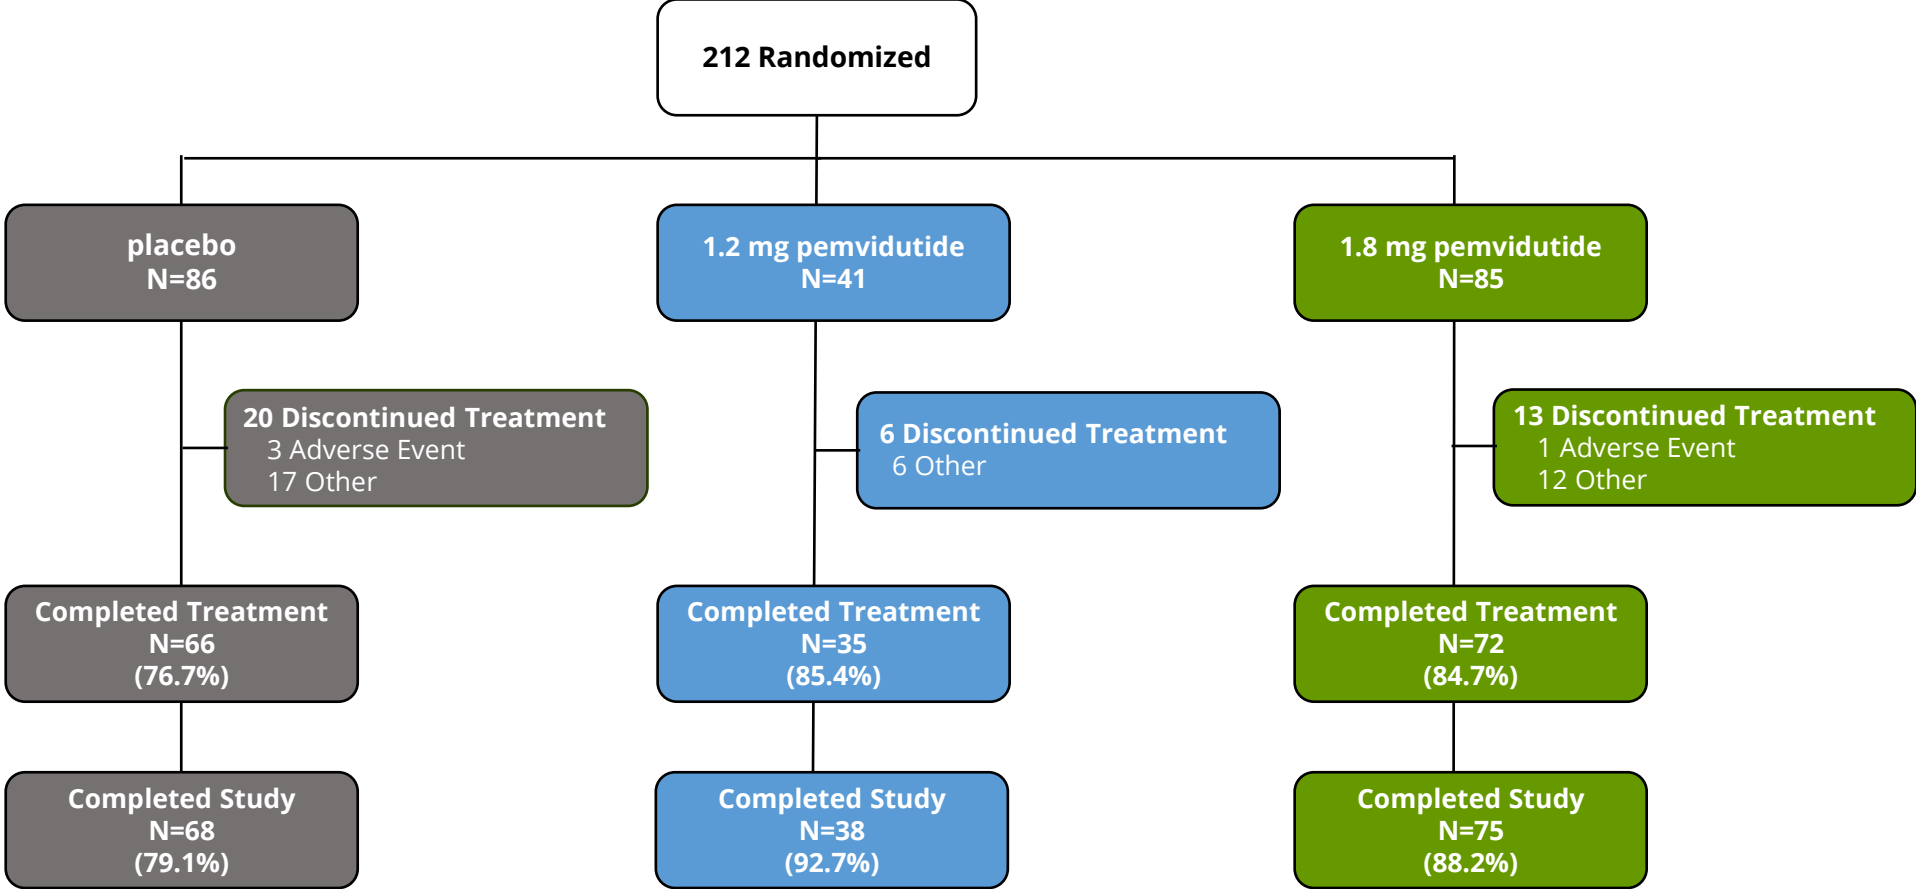 212 Randomized
placebo
N=86
1.2 mg pemvidutide
N=41
1.8 mg pemvidutide
N=85
20 Discontinued Treatment
3 Adverse Event
17 Other
6 Discontinued Treatment
6 Other
13 Discontinued Treatment
1 Adverse Event
12 Other
Completed Treatment
N=66
(76.7%)
Completed Treatment
N=35
(85.4%)
Completed Treatment
N=72
(84.7%)
Completed Study
N=68
(79.1%)
Completed Study
N=38
(92.7%)
Completed Study
N=75
(88.2%)